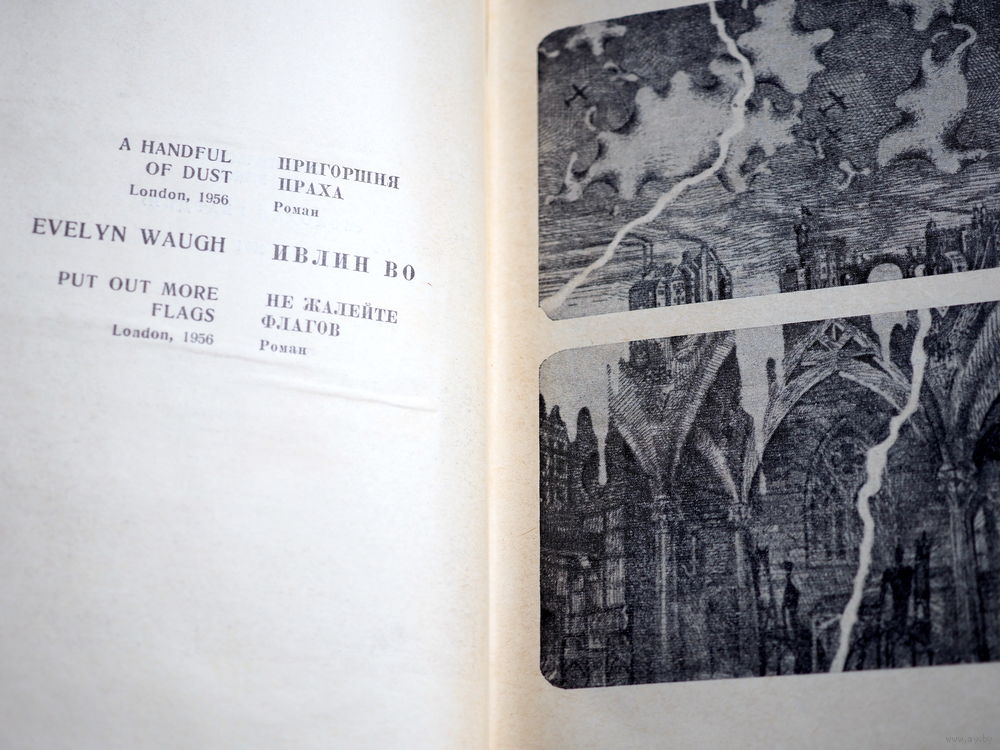 A HANDFUL
OF DUST
London, 1956
ПРИГОРШНЯ
ПРАХА
Роман
EVELYN WAUGH
ИВЛИН ВО
PUT OUT MORE
FLAGS
London, 1956
НЕ ЖАЛЕЙТЕ
ФЛАГОВ
Роман